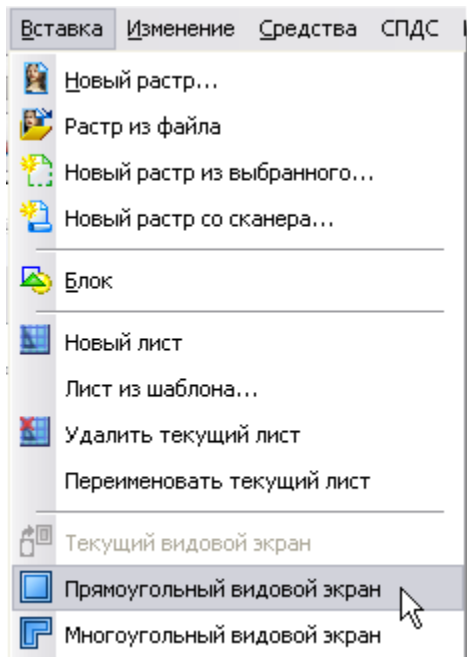 Вставка Изменение Средства СПДС
Новый растр...
Растр из файла
Новый растр из выбранного...
Новый растр со сканера...
Блок
Новый лист
Лист из шаблона...
Удалить текущий лист
Переименовать текущий лист
Текущий видовой экран
Прямоугольный видовой экран
Многоугольный видовой экран